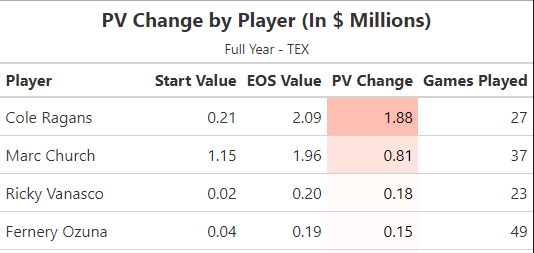 PV Change by Player (In $ Millions)
Full Year - TEX
Player Start Value EOS Value PV Change Games Played
Cole Ragans 0.21 2.09 1.88 27
Marc Church 1.15 1.96 0.81 37
Ricky Vanasco 0.02 0.20 0.18 23
Fernery Ozuna 0.04 0.19 0.15 49